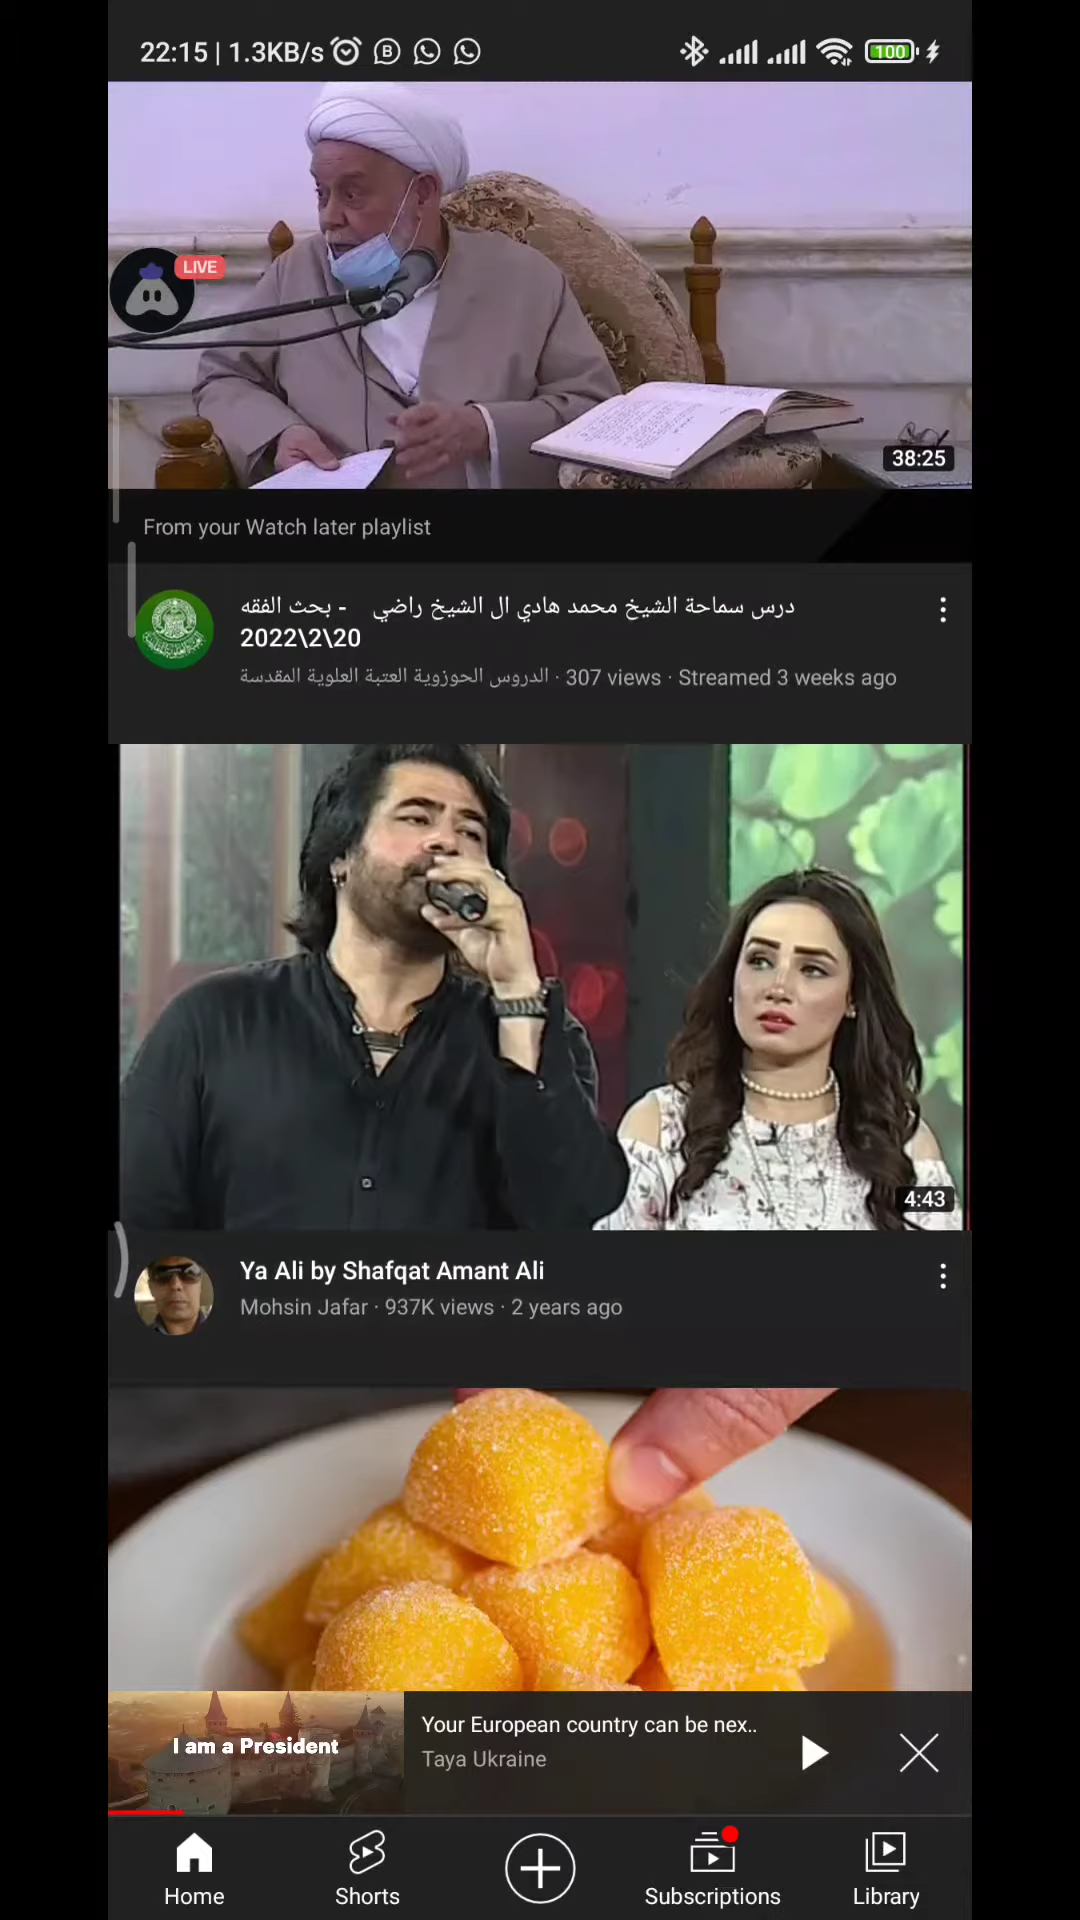 22:15 | 1.3KB/s
B
100
LIVE
38:25
From your Watch later playlist
درس سماحة الشيخ محمد هادي ال الشيخ راضي - بحث الفقه
2022\2\20
الدروس الحوزوية العتبة العلوية المقدسة · 307 views · Streamed 3 weeks ago
4:43
Ya Ali by Shafqat Amant Ali
Mohsin Jafar · 937K views · 2 years ago
I am a President
Your European country can be nex..
Taya Ukraine
Home
Shorts
Subscriptions
Library